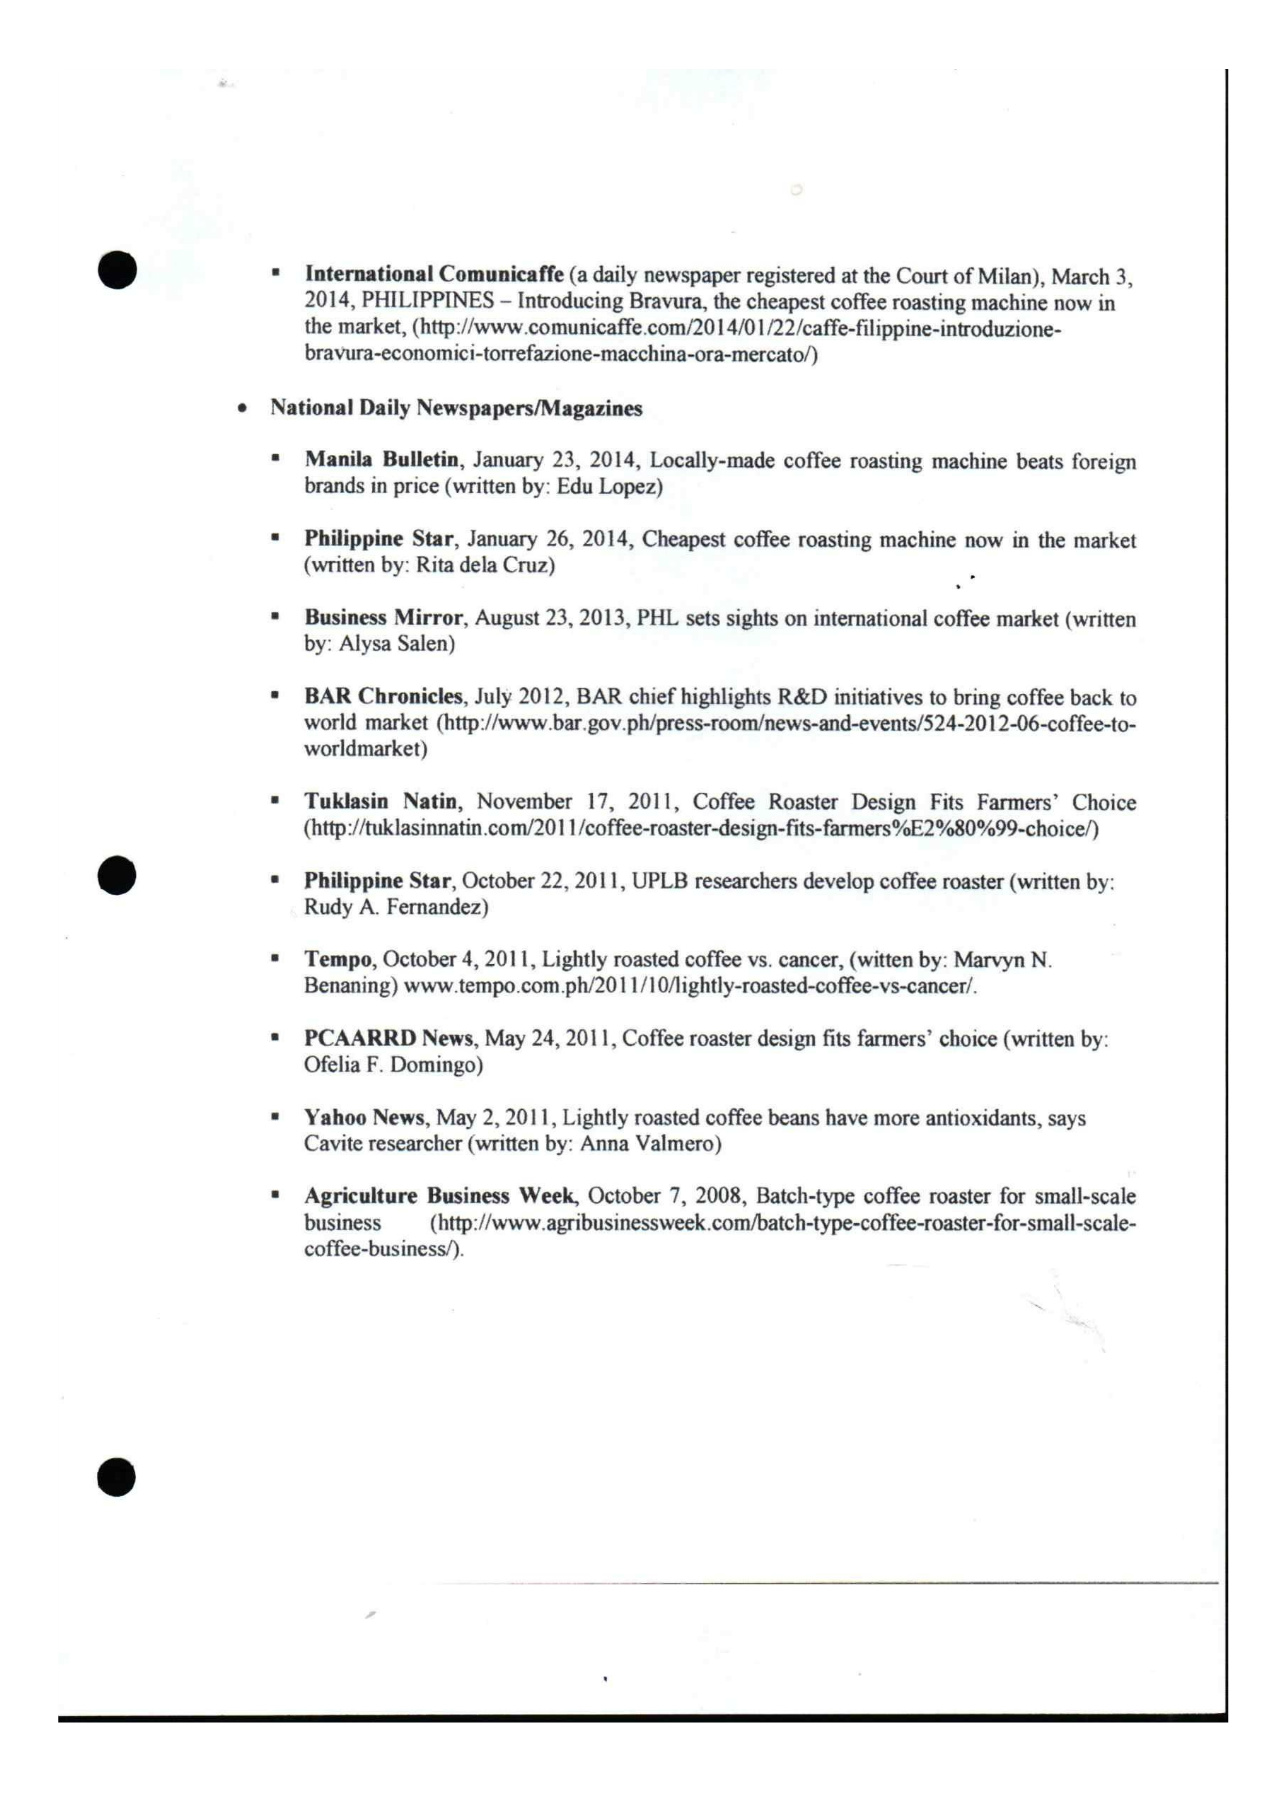 ▪ International Comunicaffe (a daily newspaper registered at the Court of Milan), March 3,
2014, PHILIPPINES – Introducing Bravura, the cheapest coffee roasting machine now in
the market, (http://www.comunicaffe.com/2014/01/22/caffe-filippine-introduzione-
bravura-economici-torrefazione-macchina-ora-mercato/)
• National Daily Newspapers/Magazines
▪ Manila Bulletin, January 23, 2014, Locally-made coffee roasting machine beats foreign
brands in price (written by: Edu Lopez)
▪ Philippine Star, January 26, 2014, Cheapest coffee roasting machine now in the market
(written by: Rita dela Cruz)
▪ Business Mirror, August 23, 2013, PHL sets sights on international coffee market (written
by: Alysa Salen)
▪ BAR Chronicles, July 2012, BAR chief highlights R&D initiatives to bring coffee back to
world market (http://www.bar.gov.ph/press-room/news-and-events/524-2012-06-coffee-to-
worldmarket)
▪ Tuklasin Natin, November 17, 2011, Coffee Roaster Design Fits Farmers’ Choice
(http://tuklasinnatin.com/2011/coffee-roaster-design-fits-farmers%E2%80%99-choice/)
▪ Philippine Star, October 22, 2011, UPLB researchers develop coffee roaster (written by:
Rudy A. Fernandez)
▪ Tempo, October 4, 2011, Lightly roasted coffee vs. cancer, (witten by: Marvyn N.
Benaning) www.tempo.com.ph/2011/10/lightly-roasted-coffee-vs-cancer/.
▪ PCAARRD News, May 24, 2011, Coffee roaster design fits farmers’ choice (written by:
Ofelia F. Domingo)
▪ Yahoo News, May 2, 2011, Lightly roasted coffee beans have more antioxidants, says
Cavite researcher (written by: Anna Valmero)
▪ Agriculture Business Week, October 7, 2008, Batch-type coffee roaster for small-scale
business (http://www.agribusinessweek.com/batch-type-coffee-roaster-for-small-scale-
coffee-business/).